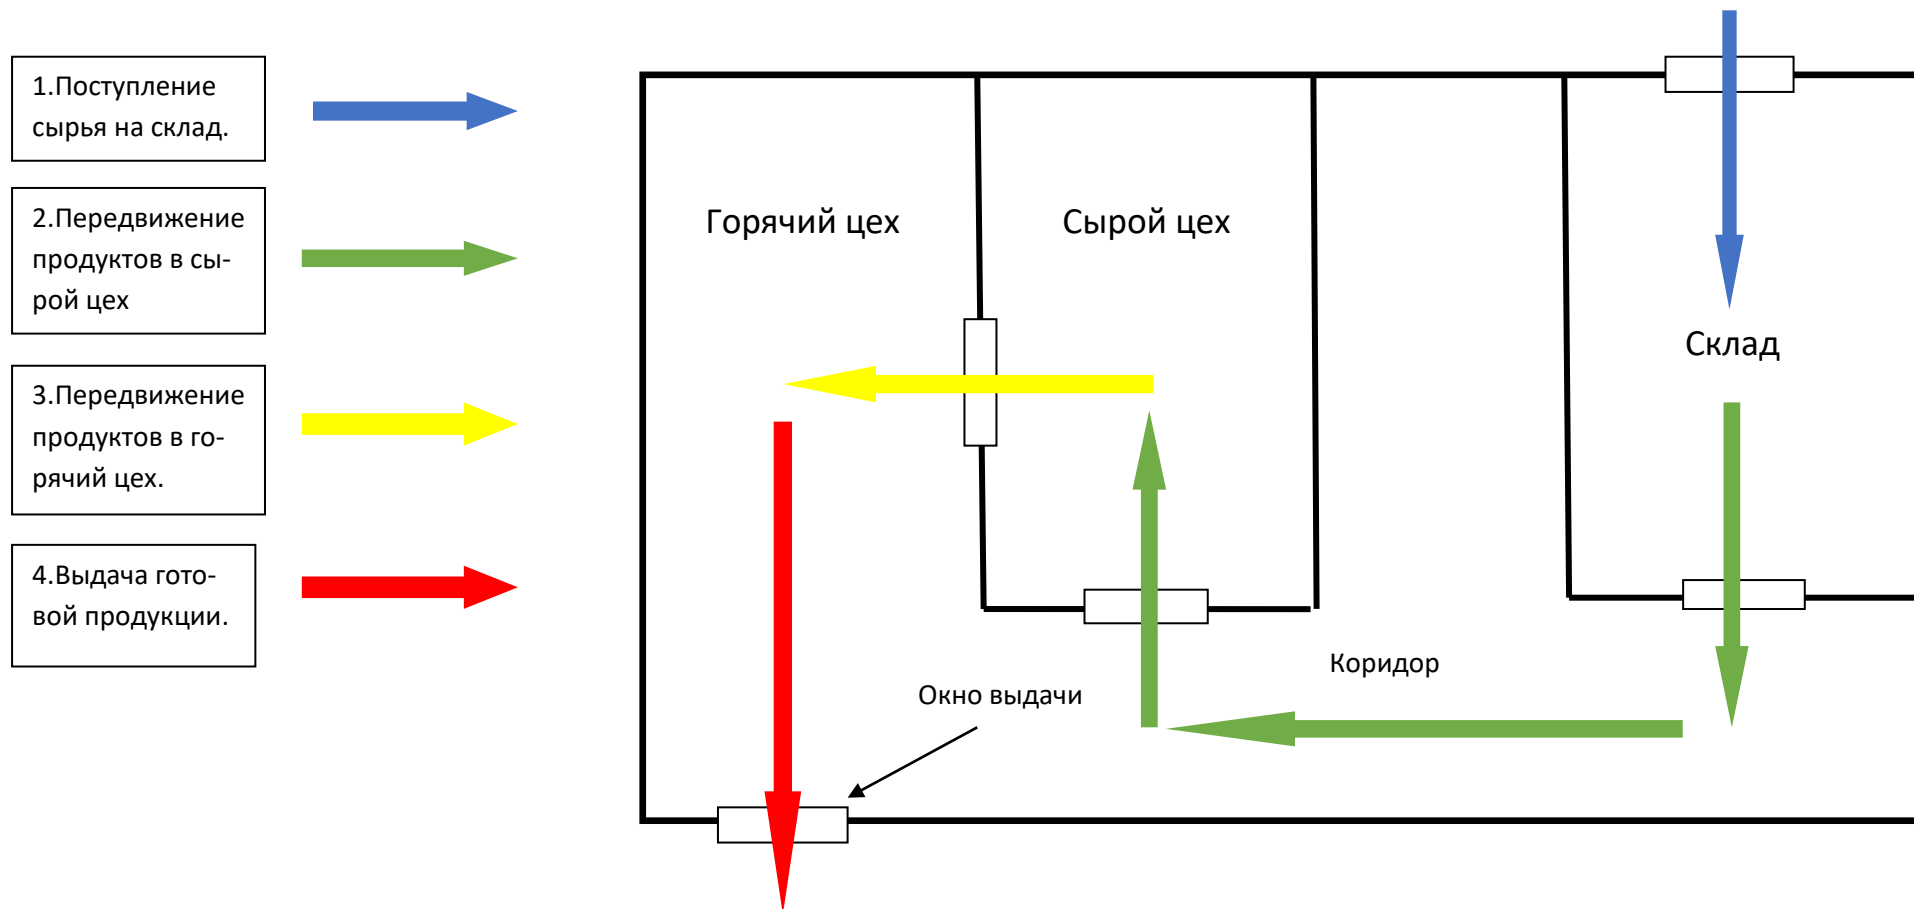 1.Поступление
сырья на склад.
2.Передвижение
продуктов в сы-
рой цех
3.Передвижение
продуктов в го-
рячий цех.
4.Выдача гото-
вой продукции.
Горячий цех
Сырой цех
Склад
Коридор
Окно выдачи